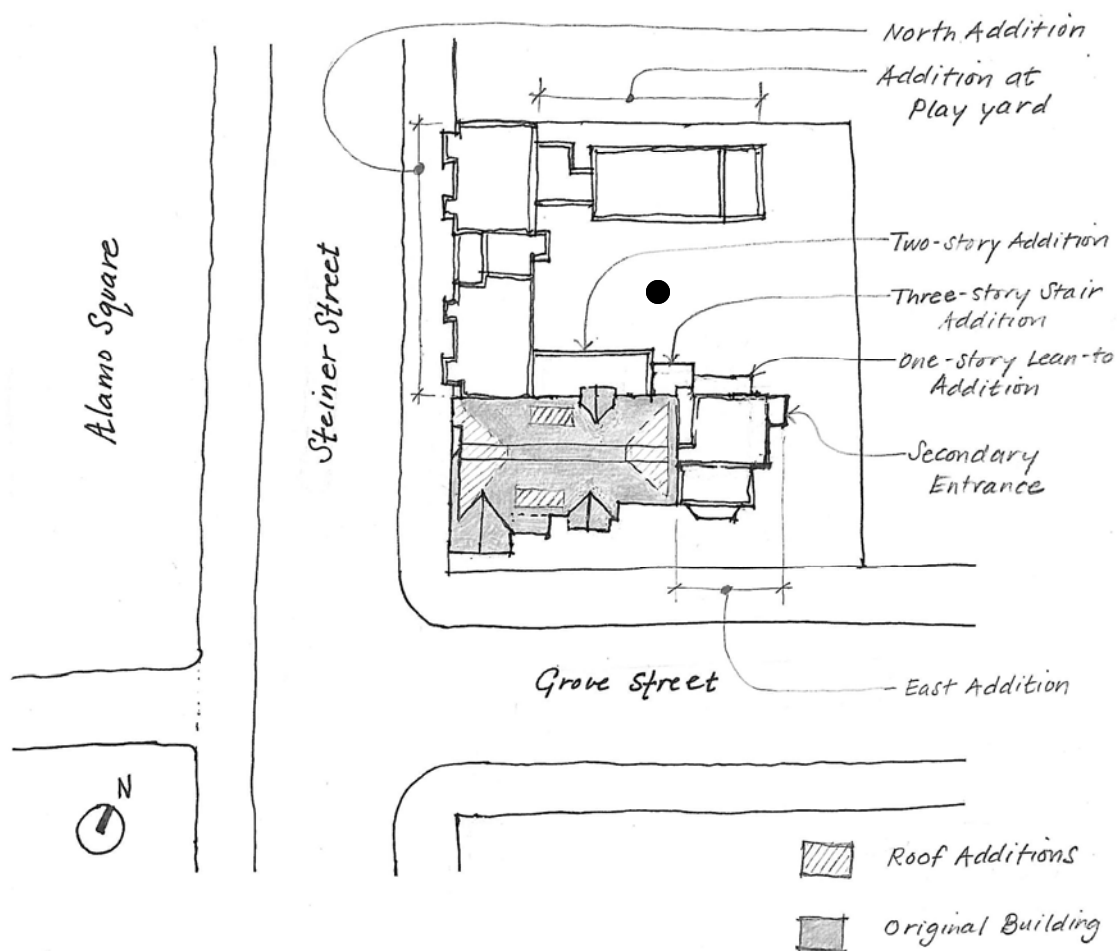 North Addition
Addition at
Play yard
Two-story Addition
Three-story Stair
Addition
One-story Lean-to
Addition
Secondary
Entrance
Alamo Square
Steiner Street
Grove Street
East Addition
N
Roof Additions
Original Building